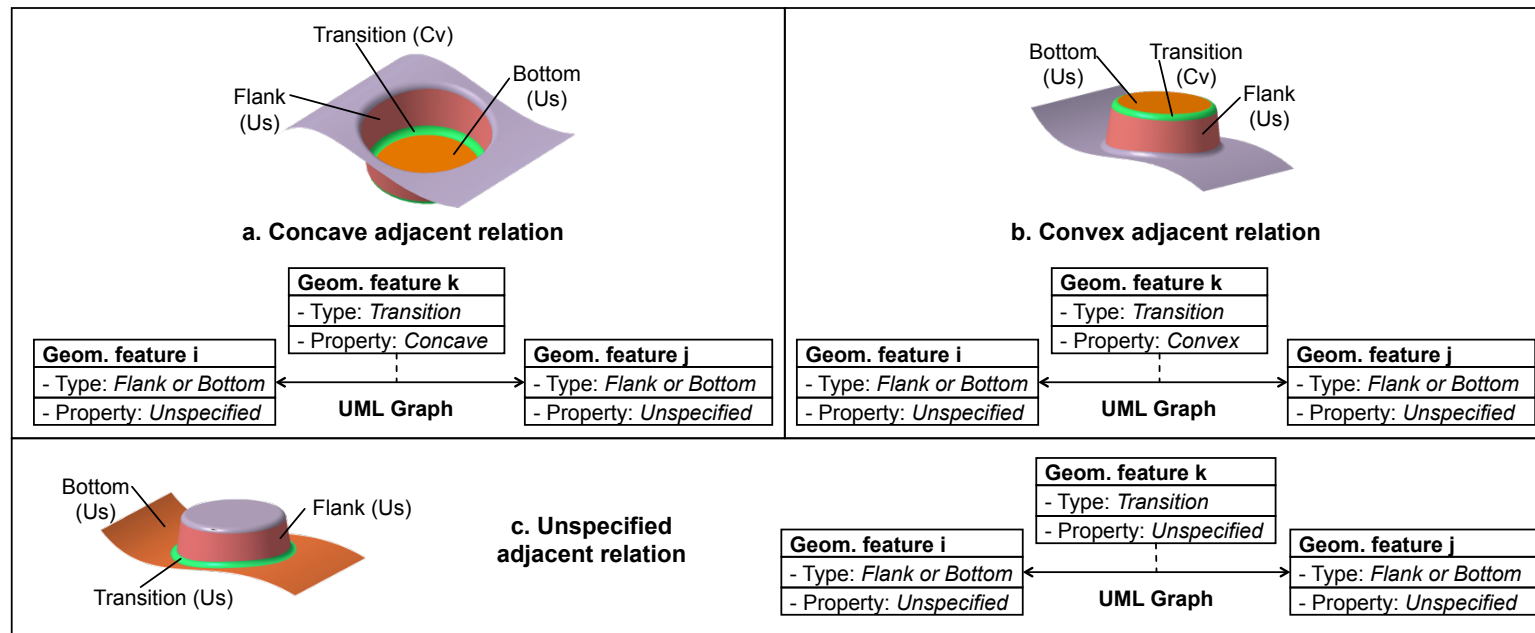 Transition (Cv)
Bottom
(Us)
Flank
(Us)
a. Concave adjacent relation
Geom. feature k
- Type: Transition
- Property: Concave
Geom. feature i
- Type: Flank or Bottom
- Property: Unspecified
Geom. feature j
- Type: Flank or Bottom
- Property: Unspecified
UML Graph
Bottom
(Us)
Transition
(Cv)
Flank
(Us)
b. Convex adjacent relation
Geom. feature k
- Type: Transition
- Property: Convex
Geom. feature i
- Type: Flank or Bottom
- Property: Unspecified
Geom. feature j
- Type: Flank or Bottom
- Property: Unspecified
UML Graph
Bottom
(Us)
Flank (Us)
Transition (Us)
c. Unspecified
adjacent relation
Geom. feature k
- Type: Transition
- Property: Unspecified
Geom. feature i
- Type: Flank or Bottom
- Property: Unspecified
Geom. feature j
- Type: Flank or Bottom
- Property: Unspecified
UML Graph